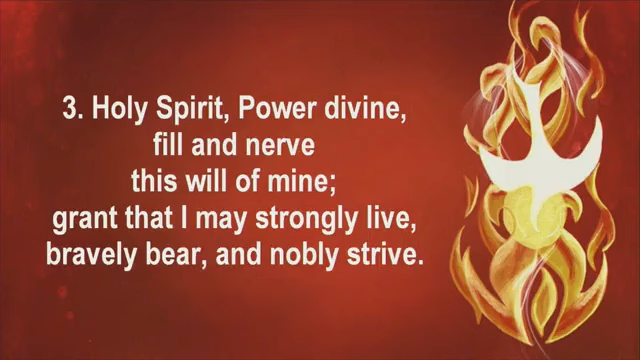 3. Holy Spirit, Power divine,
fill and nerve
this will of mine;
grant that I may strongly live,
bravely bear, and nobly strive.